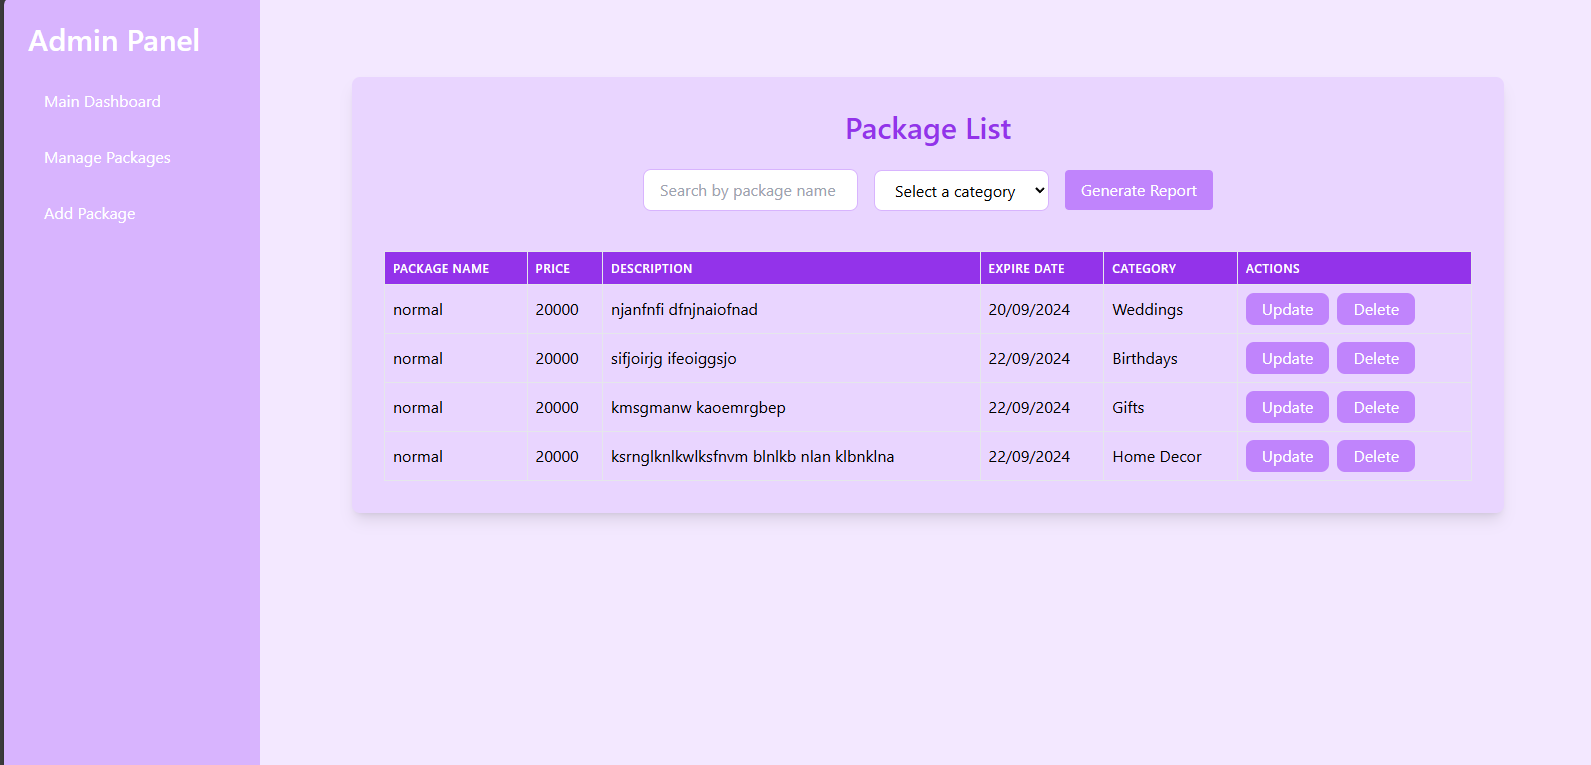 Admin Panel
Main Dashboard
Manage Packages
Add Package
Package List
Search by package name Select a category Generate Report
PACKAGE NAME PRICE DESCRIPTION EXPIRE DATE CATEGORY ACTIONS
normal 20000 njanfnfi dfnjnaiofnad 20/09/2024 Weddings Update Delete
normal 20000 sifjoirjg ifeoiggsjo 22/09/2024 Birthdays Update Delete
normal 20000 kmsgmanw kaoemrgbep 22/09/2024 Gifts Update Delete
normal 20000 ksrnglknlkwlksfnvm blnlkb nlan klbnklna 22/09/2024 Home Decor Update Delete